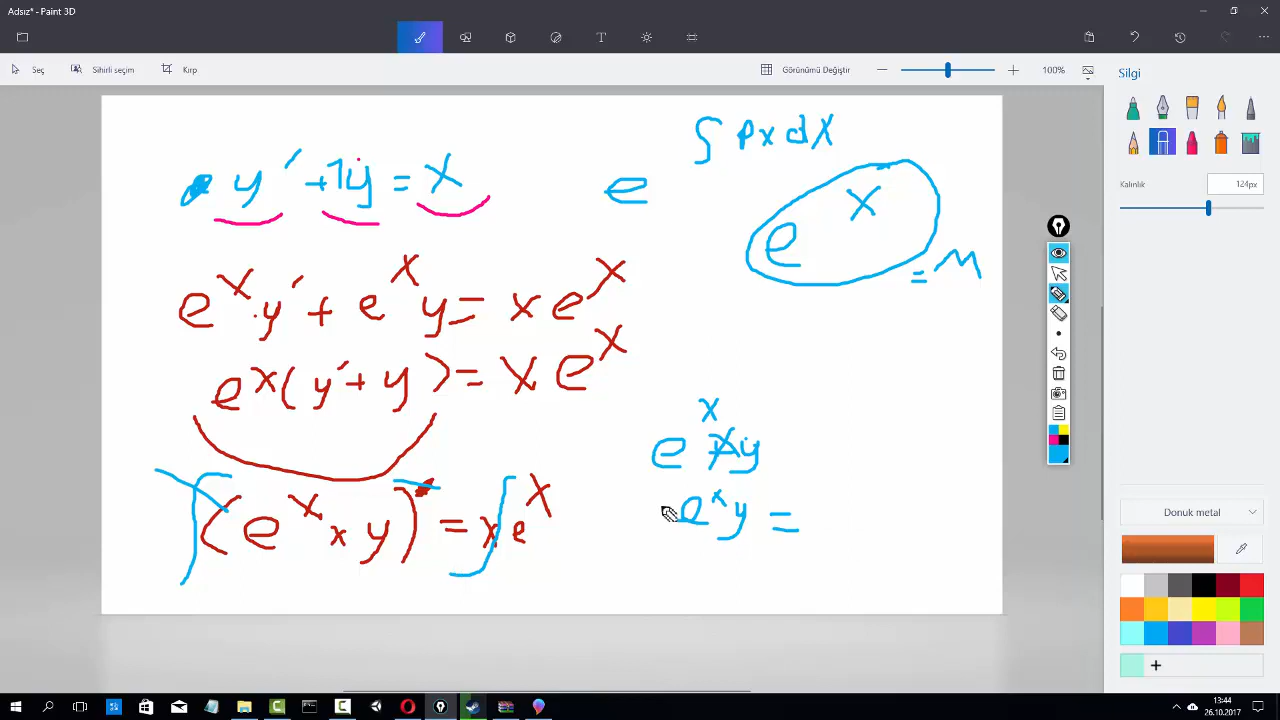 Adsız* - Paint 3D
Seç
Sihirli seçim
Kırp
Görünümü Değiştir
100%
Silgi
Kalınlık
124px
Donuk metal
∫ px dx
y' + 1y = x
e
e^x = M
e^x . y' + e^x y = x e^x
e^x (y' + y) = x e^x
e^x y
∫ (e^x x y)' = ∫ x e^x
e^x y =
13:44
26.10.2017